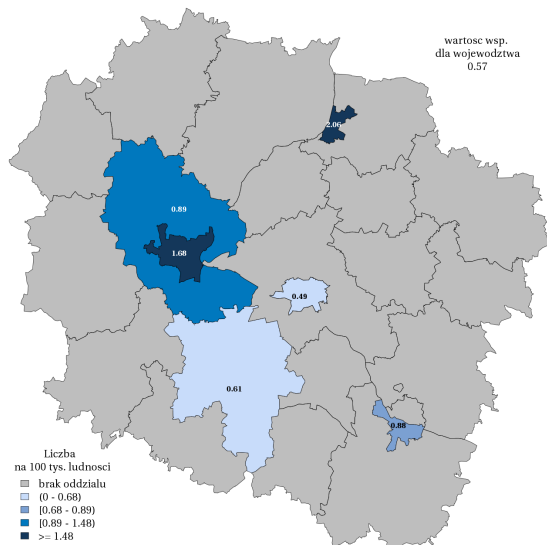 wartosc wsp.
dla wojewodztwa
0.57
2.06
0.89
1.68
0.49
0.61
0.88
Liczba
na 100 tys. ludnosci
brak oddzialu
(0 - 0.68)
[0.68 - 0.89)
[0.89 - 1.48)
>= 1.48